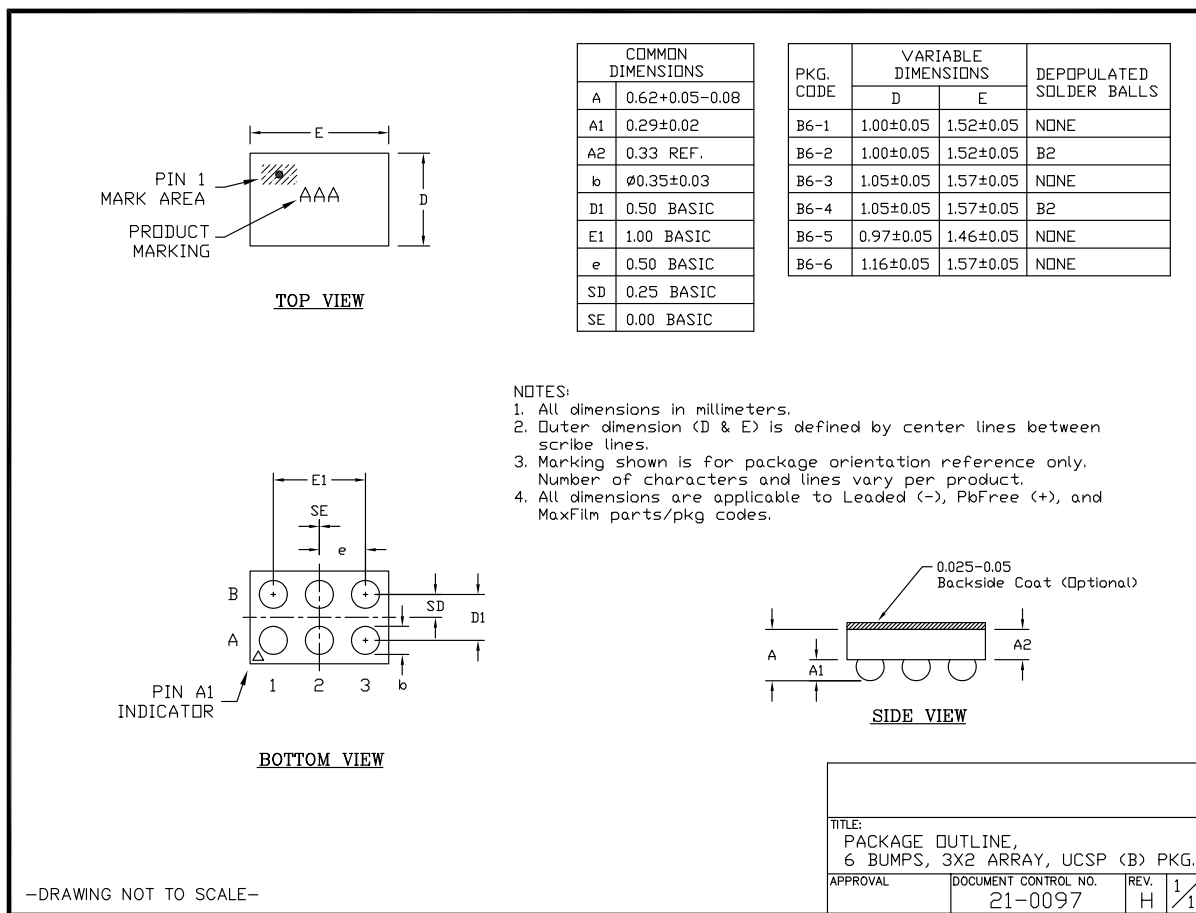 E
PIN 1
MARK AREA
AAA
D
PRODUCT
MARKING
TOP VIEW
COMMON
DIMENSIONS
A 0.62+0.05-0.08
A1 0.29±0.02
A2 0.33 REF.
b Ø0.35±0.03
D1 0.50 BASIC
E1 1.00 BASIC
e 0.50 BASIC
SD 0.25 BASIC
SE 0.00 BASIC
PKG.
CODE
VARIABLE
DIMENSIONS
D E
DEPOPULATED
SOLDER BALLS
B6-1 1.00±0.05 1.52±0.05 NONE
B6-2 1.00±0.05 1.52±0.05 B2
B6-3 1.05±0.05 1.57±0.05 NONE
B6-4 1.05±0.05 1.57±0.05 B2
B6-5 0.97±0.05 1.46±0.05 NONE
B6-6 1.16±0.05 1.57±0.05 NONE
NOTES:
1. All dimensions in millimeters.
2. Outer dimension (D & E) is defined by center lines between
scribe lines.
3. Marking shown is for package orientation reference only.
Number of characters and lines vary per product.
4. All dimensions are applicable to Leaded (-), PbFree (+), and
MaxFilm parts/pkg codes.
E1
SE
e
B
SD
D1
A
1 2 3 b
PIN A1
INDICATOR
BOTTOM VIEW
0.025-0.05
Backside Coat (Optional)
A
A1
A2
SIDE VIEW
TITLE:
PACKAGE OUTLINE,
6 BUMPS, 3X2 ARRAY, UCSP (B) PKG.
APPROVAL
DOCUMENT CONTROL NO.
21-0097
REV.
H
1/1
-DRAWING NOT TO SCALE-